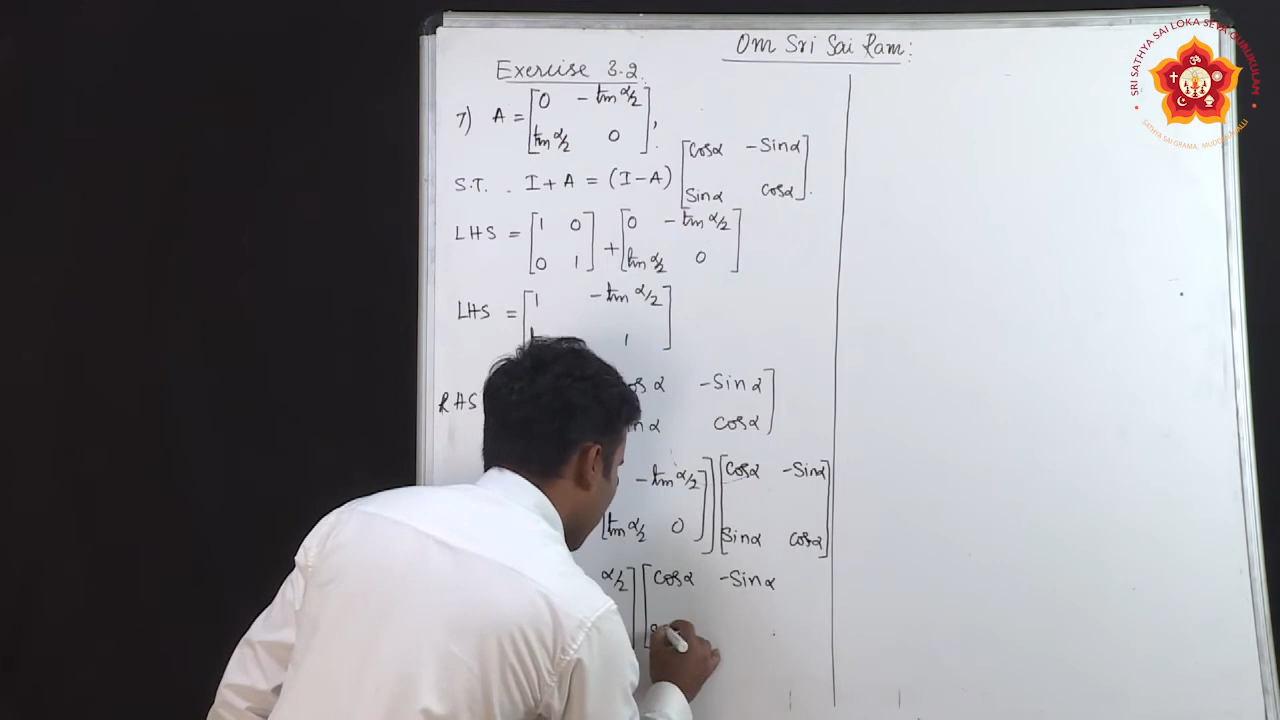 Om Sri Sai Ram:
Exercise 3.2.
7) A = [0 -tan α/2
tan α/2 0],
S.T. I + A = (I - A) [cosα -Sinα
Sinα cosα].
LHS = [1 0
0 1] + [0 -tan α/2
tan α/2 0]
LHS = [1 -tan α/2
1]
RHS α -Sinα
α cosα]
-tan α/2)] [cosα -Sinα
[tan α/2 0]) Sinα cosα]
α/2] [cosα -Sinα
SRI SATHYA SAI LOKA SEVA GURUKULAM
SATHYA SAI GRAMA, MUDDENAHALLI